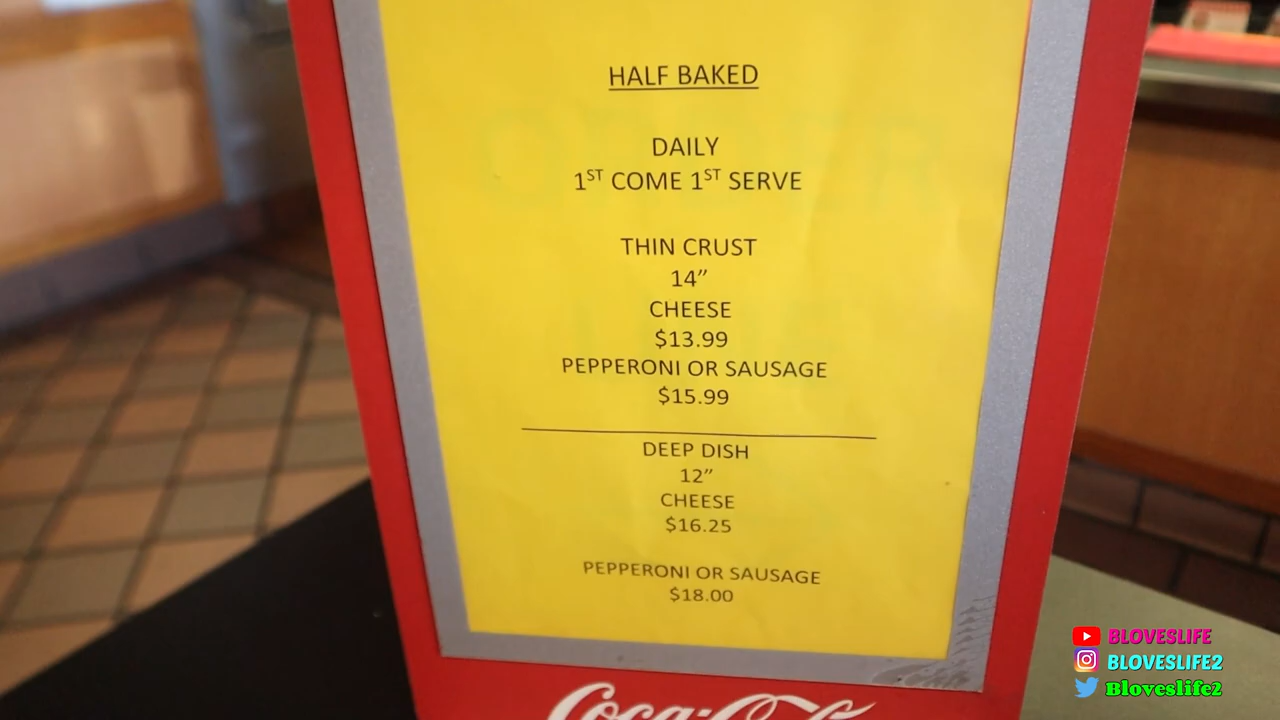 HALF BAKED
DAILY
1ST COME 1ST SERVE
THIN CRUST
14”
CHEESE
$13.99
PEPPERONI OR SAUSAGE
$15.99
DEEP DISH
12”
CHEESE
$16.25
PEPPERONI OR SAUSAGE
$18.00
Coca-Cola
BLOVESLIFE
BLOVESLIFE2
Bloveslife2